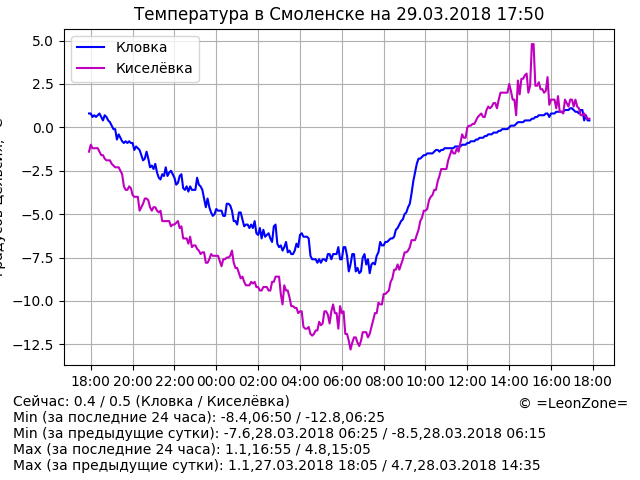 Температура в Смоленске на 29.03.2018 17:50
Кловка
Киселёвка
5.0
2.5
0.0
−2.5
−5.0
−7.5
−10.0
−12.5
18:00 20:00 22:00 00:00 02:00 04:00 06:00 08:00 10:00 12:00 14:00 16:00 18:00
Сейчас: 0.4 / 0.5 (Кловка / Киселёвка)
© =LeonZone=
Min (за последние 24 часа): -8.4,06:50 / -12.8,06:25
Min (за предыдущие сутки): -7.6,28.03.2018 06:25 / -8.5,28.03.2018 06:15
Max (за последние 24 часа): 1.1,16:55 / 4.8,15:05
Max (за предыдущие сутки): 1.1,27.03.2018 18:05 / 4.7,28.03.2018 14:35